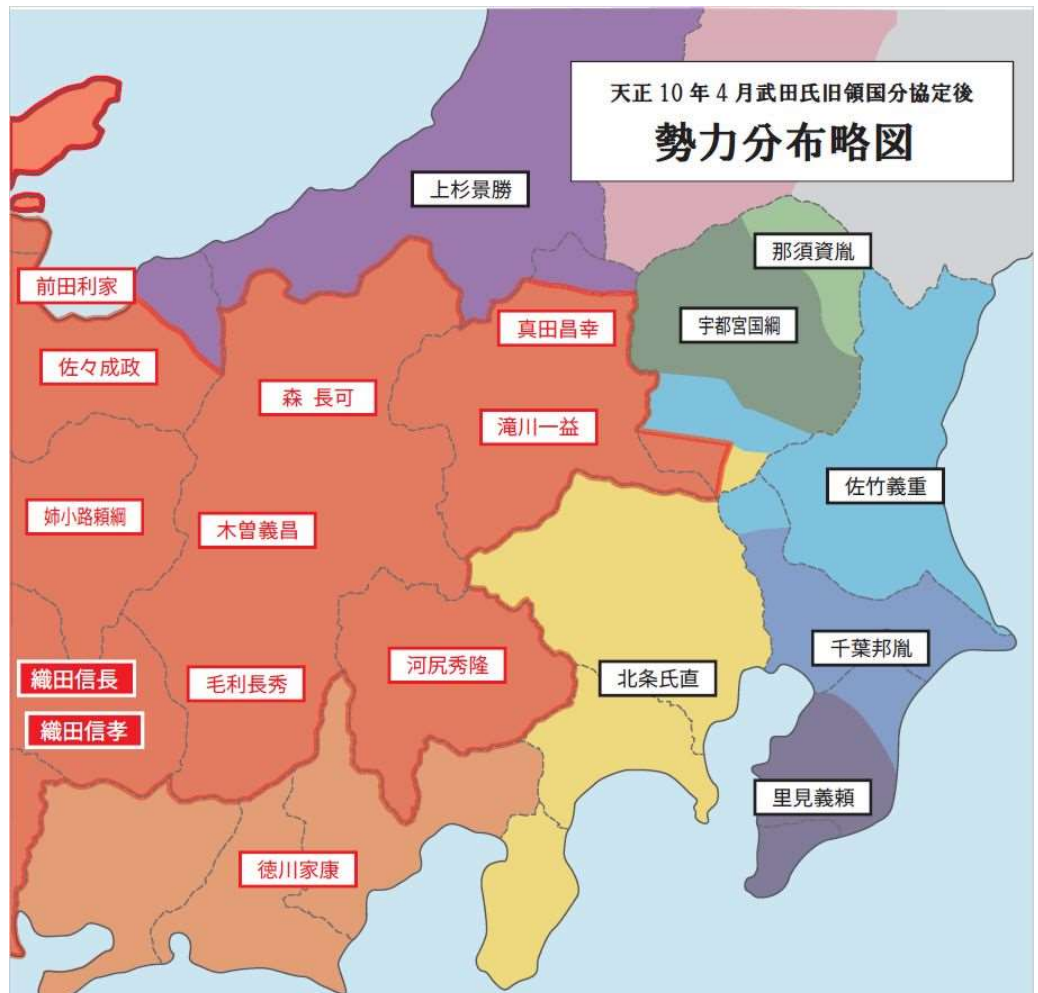 天正10年4月武田氏旧領国分協定後
勢力分布略図
上杉景勝
那須資胤
前田利家
真田昌幸
宇都宮国綱
佐々成政
森 長可
滝川一益
佐竹義重
姉小路頼綱
木曽義昌
千葉邦胤
織田信長
毛利長秀
河尻秀隆
北条氏直
織田信孝
里見義頼
徳川家康